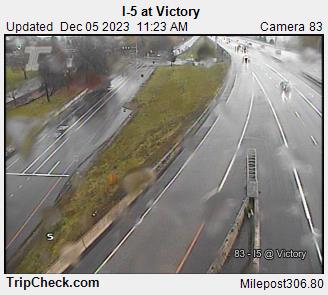 I-5 at Victory
Updated Dec 05 2023 11:23 AM Camera 83
S
83 - I5 @ Victory
TripCheck.com Milepost306.80